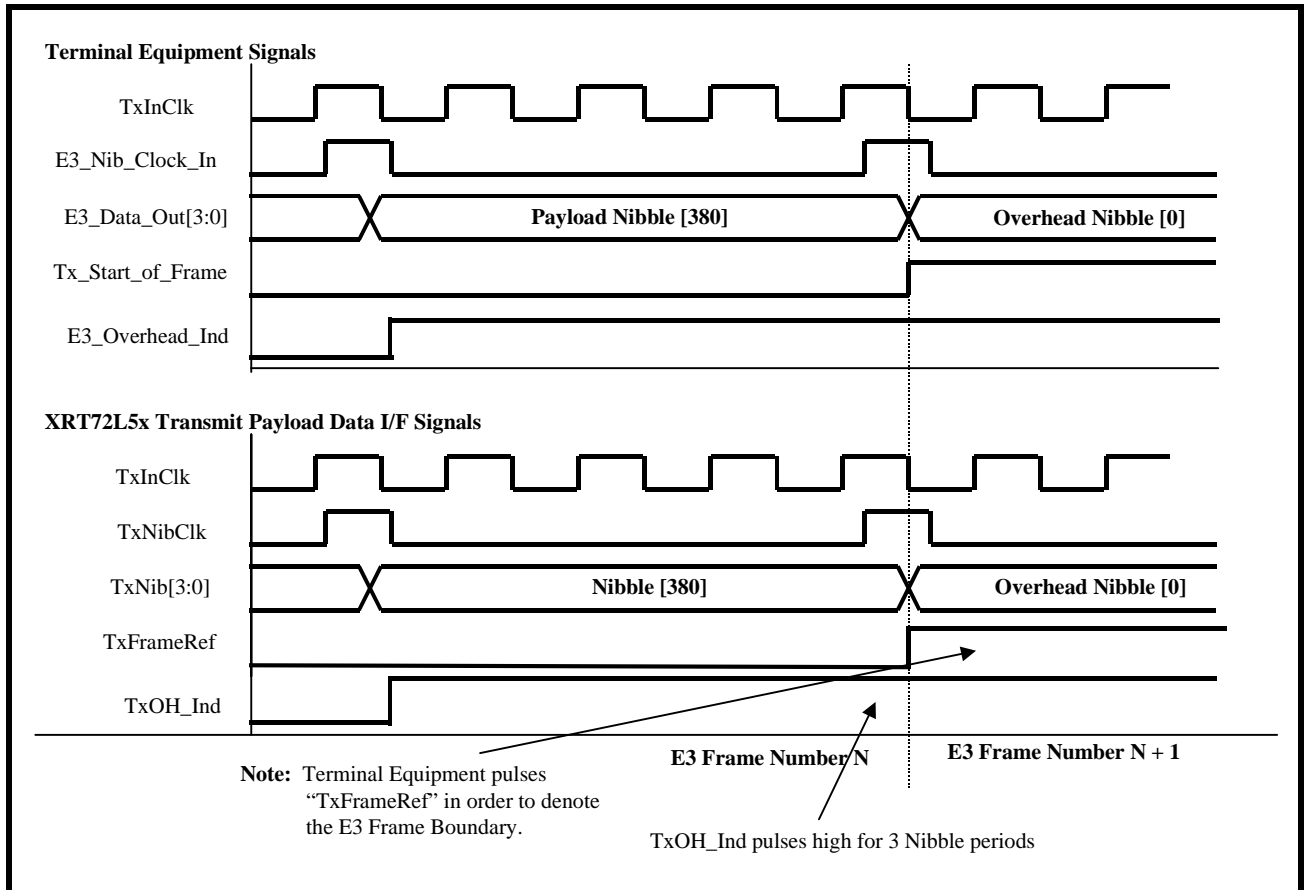 Terminal Equipment Signals
TxInClk
E3_Nib_Clock_In
E3_Data_Out[3:0]
Payload Nibble [380]
Overhead Nibble [0]
Tx_Start_of_Frame
E3_Overhead_Ind
XRT72L5x Transmit Payload Data I/F Signals
TxInClk
TxNibClk
TxNib[3:0]
Nibble [380]
Overhead Nibble [0]
TxFrameRef
TxOH_Ind
E3 Frame Number N
E3 Frame Number N + 1
Note: Terminal Equipment pulses
“TxFrameRef” in order to denote
the E3 Frame Boundary.
TxOH_Ind pulses high for 3 Nibble periods